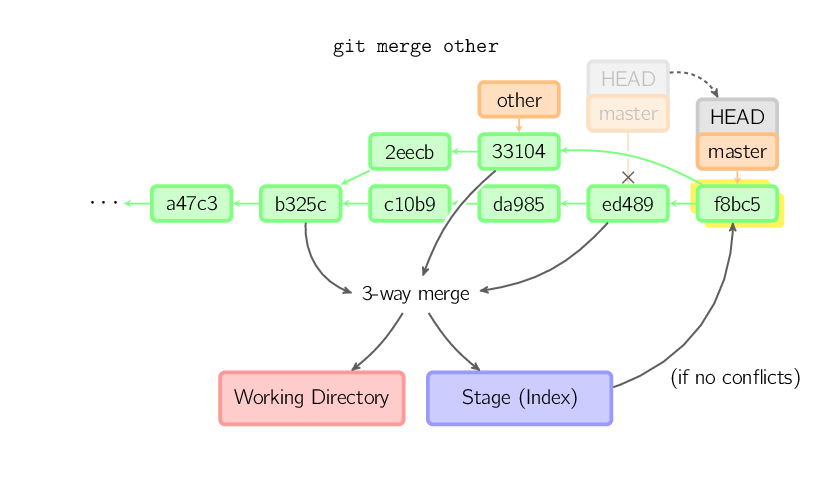 git merge other
HEAD
master
other
HEAD
master
2eecb
33104
··· a47c3 b325c c10b9 da985 ed489 f8bc5
3-way merge
(if no conflicts)
Working Directory
Stage (Index)